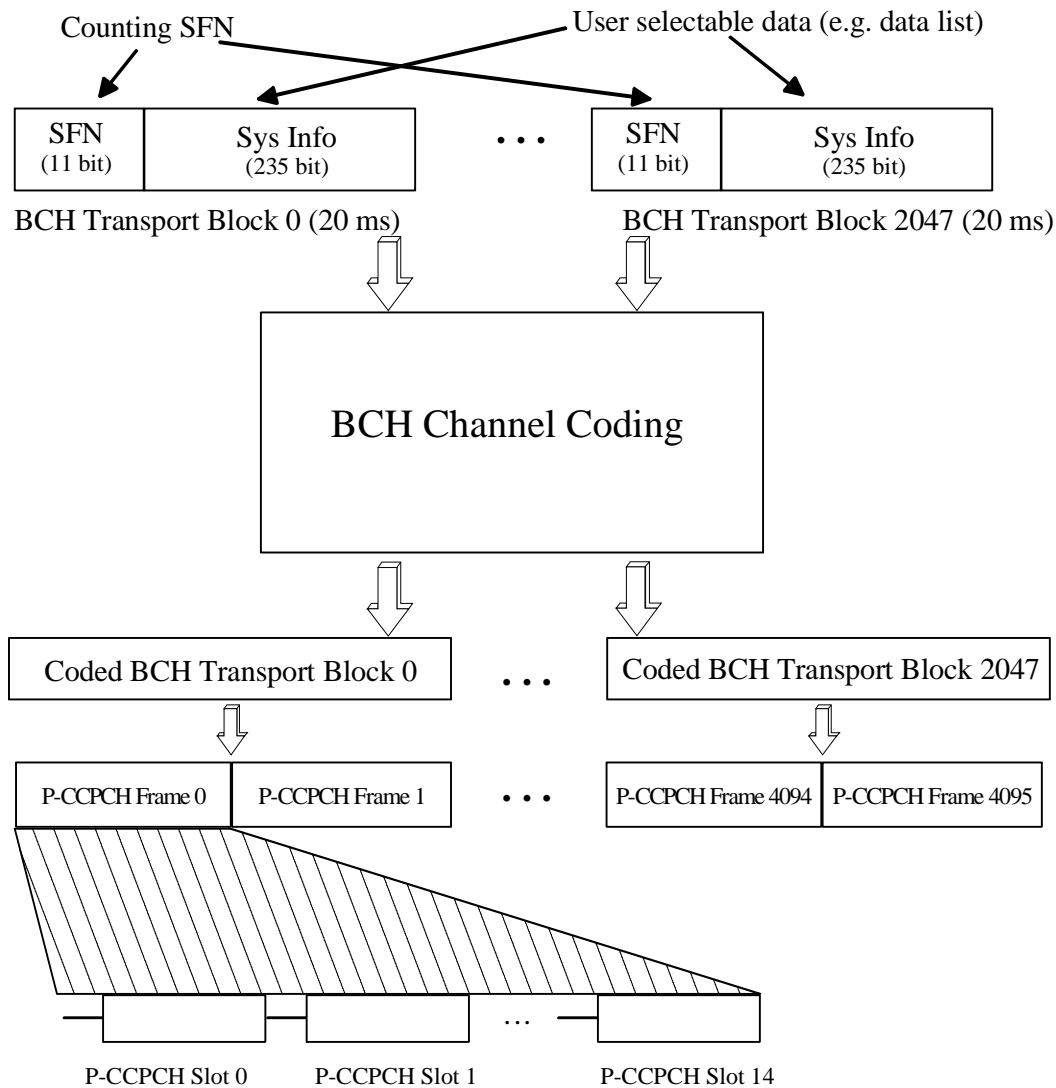 Counting SFN
User selectable data (e.g. data list)
SFN
(11 bit)
Sys Info
(235 bit)
...
SFN
(11 bit)
Sys Info
(235 bit)
BCH Transport Block 0 (20 ms)
BCH Transport Block 2047 (20 ms)
BCH Channel Coding
Coded BCH Transport Block 0
...
Coded BCH Transport Block 2047
P-CCPCH Frame 0
P-CCPCH Frame 1
...
P-CCPCH Frame 4094
P-CCPCH Frame 4095
...
P-CCPCH Slot 0
P-CCPCH Slot 1
P-CCPCH Slot 14